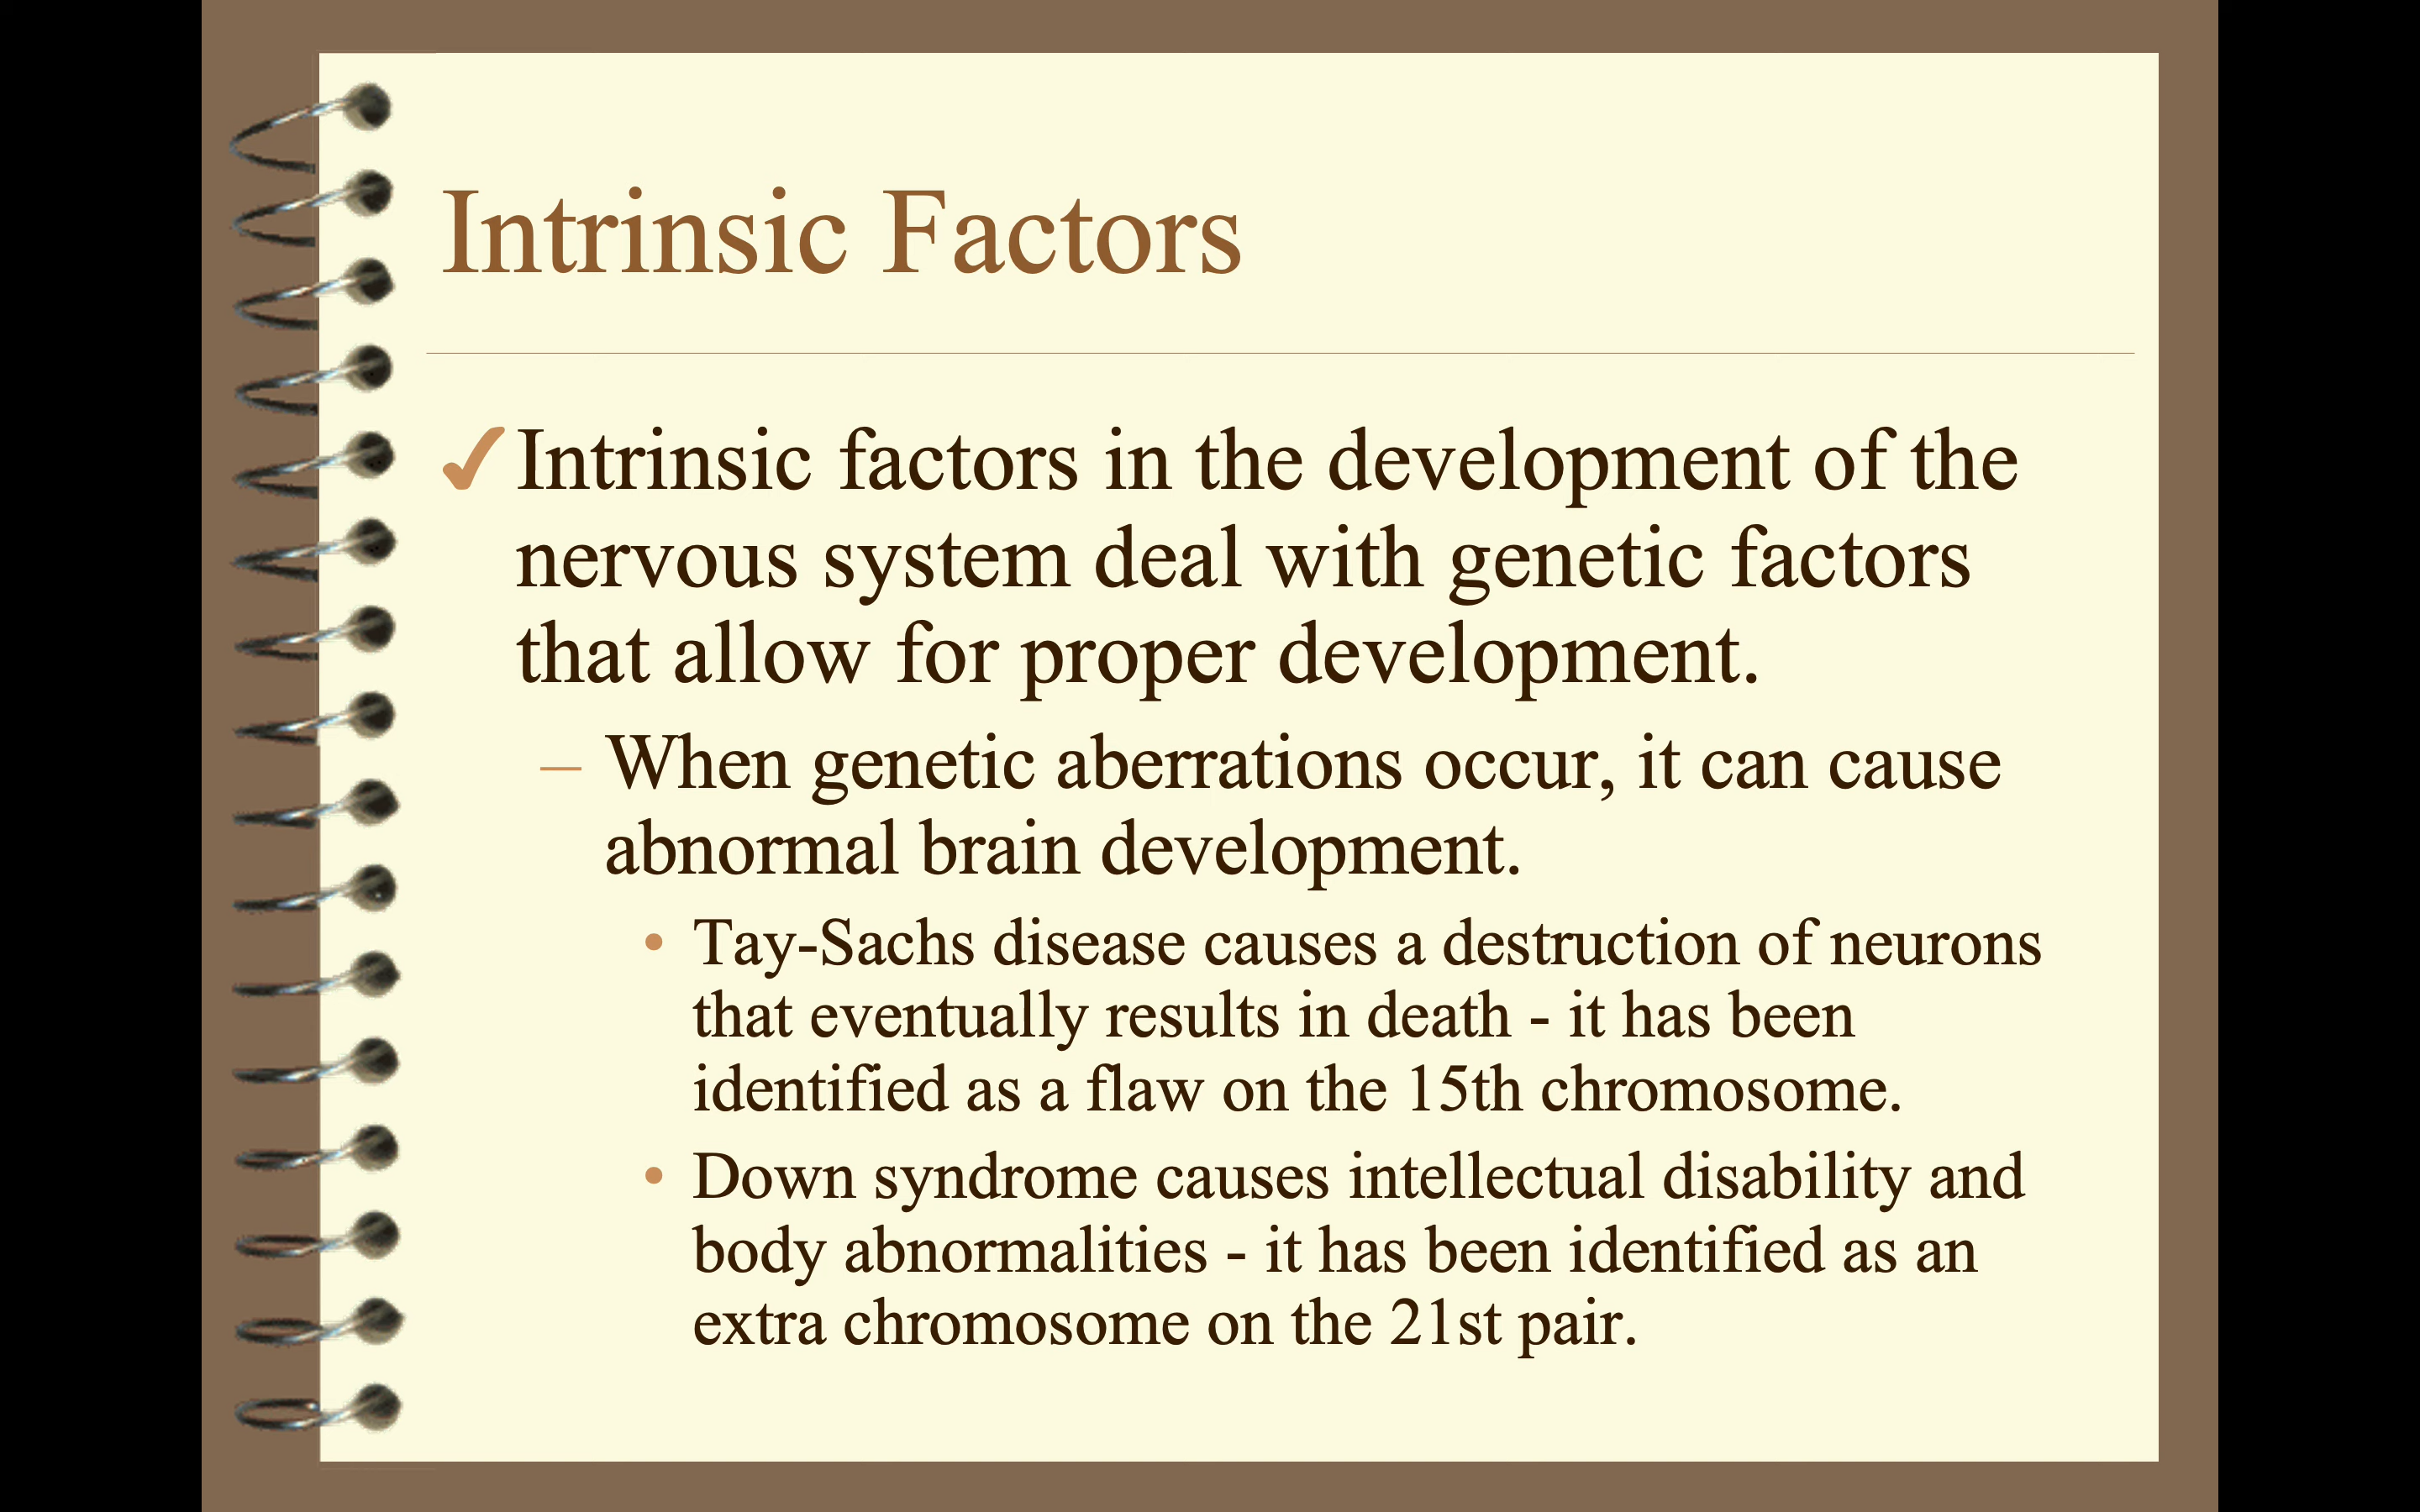 Intrinsic Factors
✓Intrinsic factors in the development of the
nervous system deal with genetic factors
that allow for proper development.
– When genetic aberrations occur, it can cause
abnormal brain development.
• Tay-Sachs disease causes a destruction of neurons
that eventually results in death - it has been
identified as a flaw on the 15th chromosome.
• Down syndrome causes intellectual disability and
body abnormalities - it has been identified as an
extra chromosome on the 21st pair.